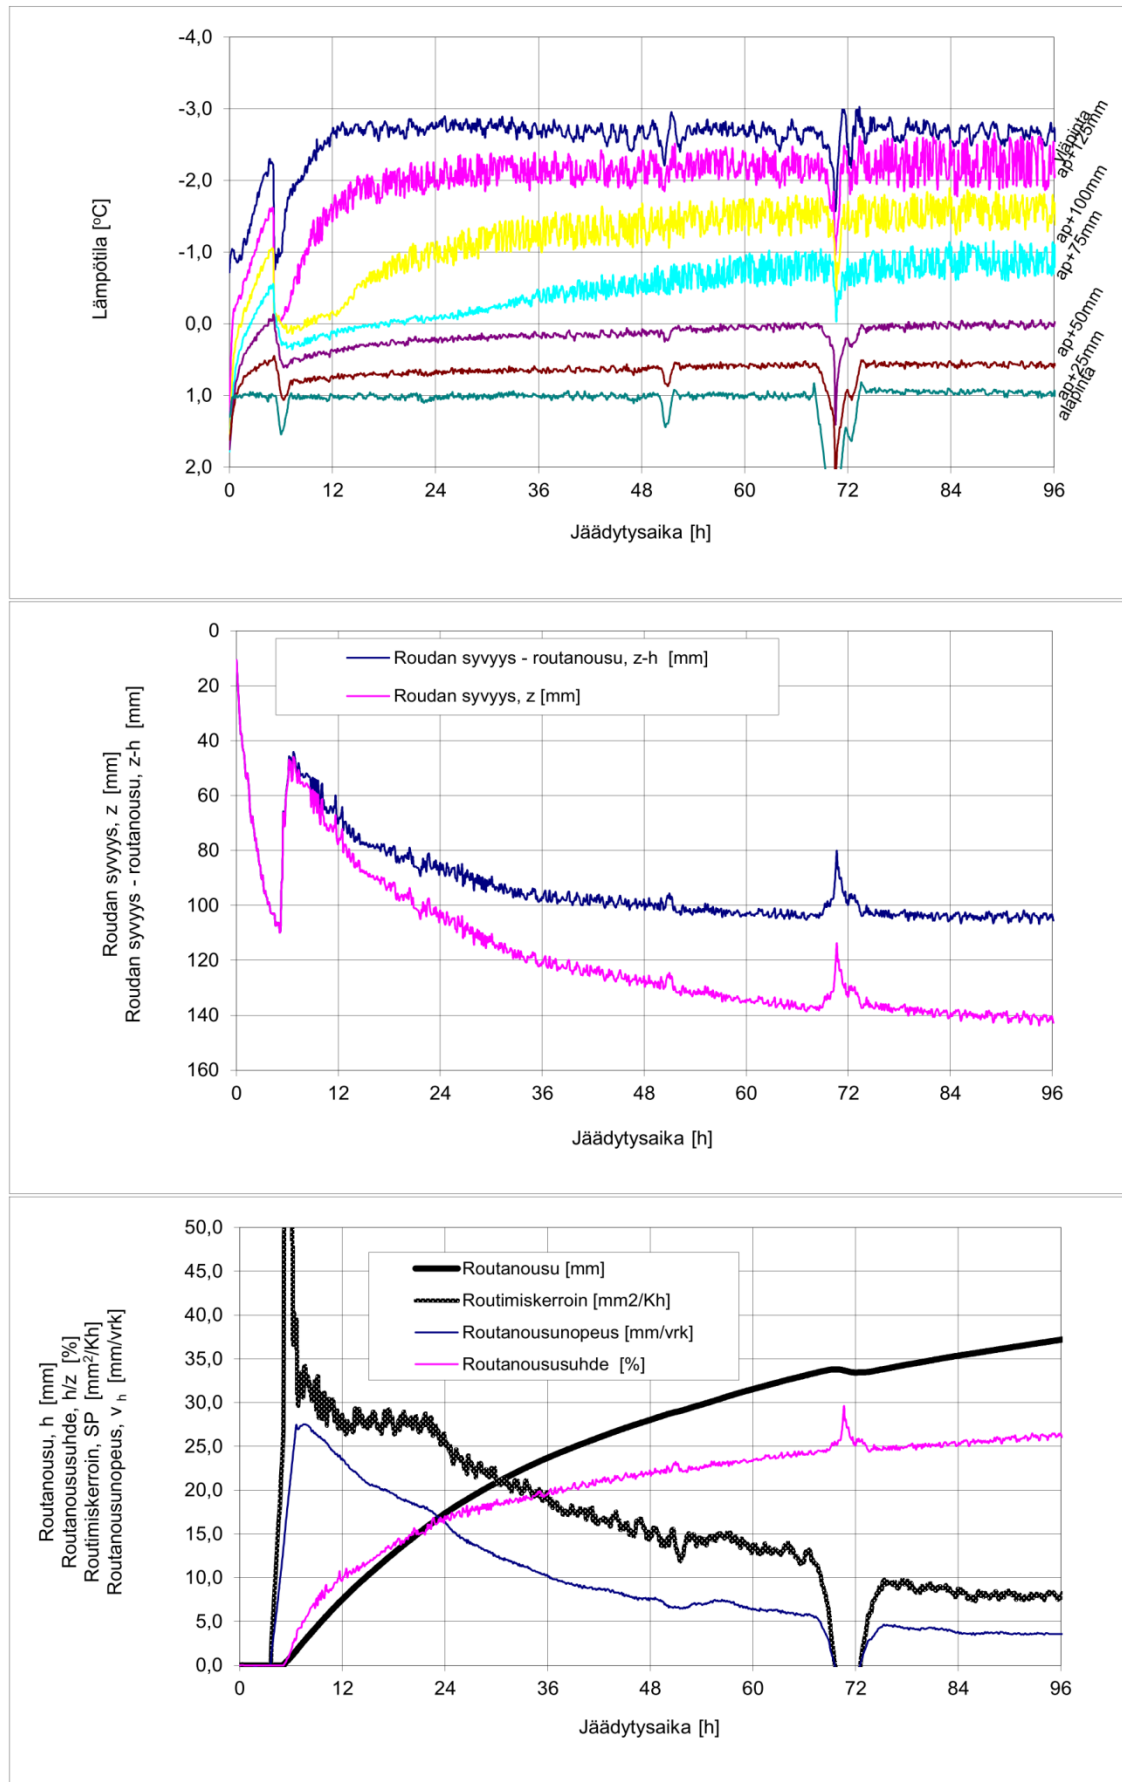 -4,0
-3,0
-2,0
-1,0
0,0
1,0
2,0
Lämpötila [ºC]
0 12 24 36 48 60 72 84 96
Jäädytysaika [h]
yläpinta
ap+125mm
ap+100mm
ap+75mm
ap+50mm
ap+25mm
alapinta
0
20
40
60
80
100
120
140
160
Roudan syvyys, z [mm]
Roudan syvyys - routanousu, z-h [mm]
Roudan syvyys - routanousu, z-h [mm]
Roudan syvyys, z [mm]
0 12 24 36 48 60 72 84 96
Jäädytysaika [h]
50,0
45,0
40,0
35,0
30,0
25,0
20,0
15,0
10,0
5,0
0,0
Routanousu, h [mm]
Routanoususuhde, h/z [%]
Routimiskerroin, SP [mm²/Kh]
Routanousunopeus, v h [mm/vrk]
Routanousu [mm]
Routimiskerroin [mm2/Kh]
Routanousunopeus [mm/vrk]
Routanoususuhde [%]
0 12 24 36 48 60 72 84 96
Jäädytysaika [h]